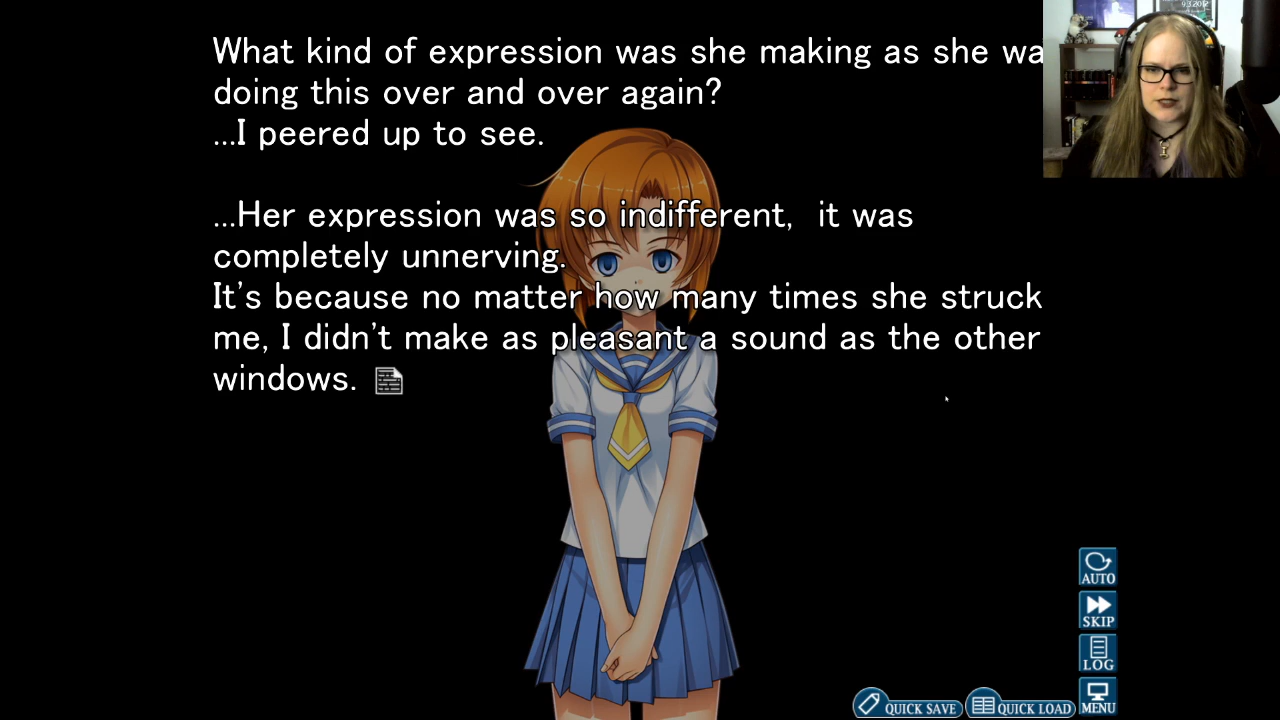 What kind of expression was she making as she wa
doing this over and over again?
...I peered up to see.
...Her expression was so indifferent, it was
completely unnerving.
It's because no matter how many times she struck
me, I didn't make as pleasant a sound as the other
windows.
AUTO
SKIP
LOG
MENU
QUICK SAVE
QUICK LOAD